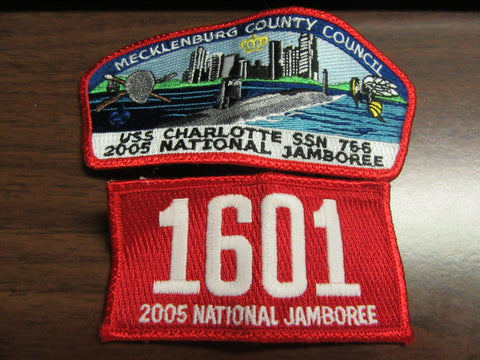 MECKLENBURG COUNTY COUNCIL
USS CHARLOTTE SSN 766
2005 NATIONAL JAMBOREE
1601
2005 NATIONAL JAMBOREE